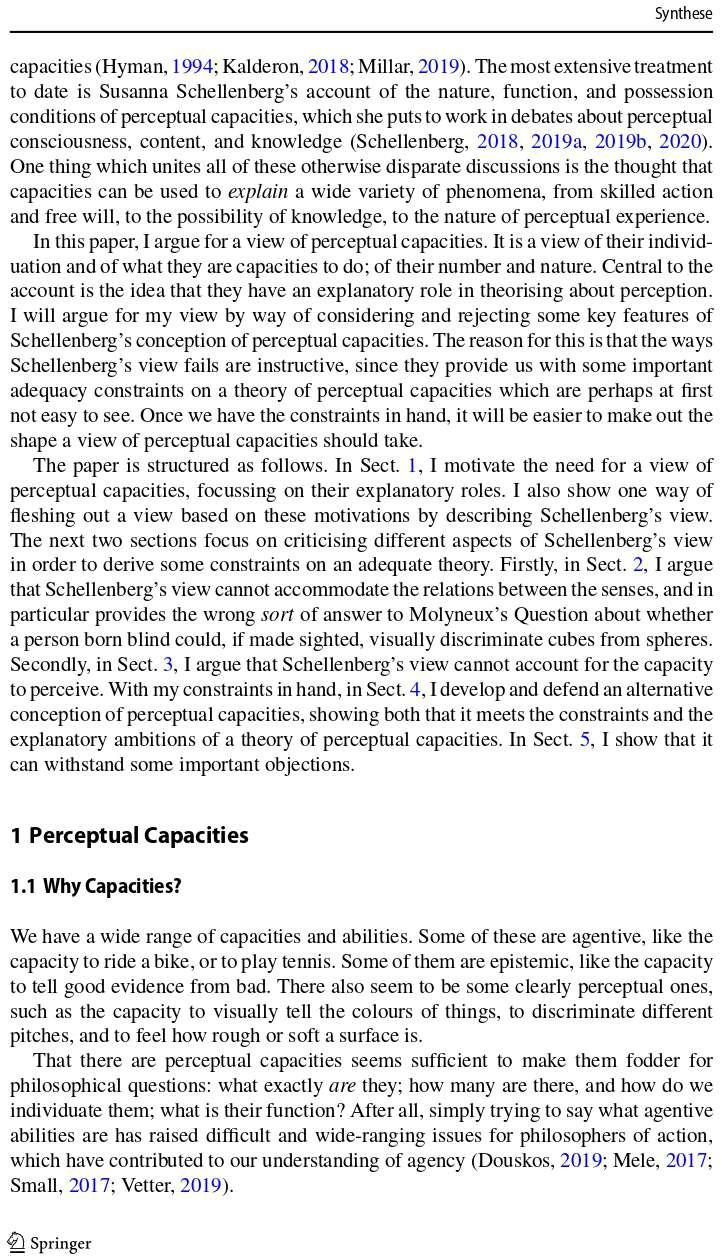 Synthese
capacities (Hyman, 1994; Kalderon, 2018; Millar, 2019). The most extensive treatment
to date is Susanna Schellenberg's account of the nature, function, and possession
conditions of perceptual capacities, which she puts to work in debates about perceptual
consciousness, content, and knowledge (Schellenberg, 2018, 2019a, 2019b, 2020).
One thing which unites all of these otherwise disparate discussions is the thought that
capacities can be used to explain a wide variety of phenomena, from skilled action
and free will, to the possibility of knowledge, to the nature of perceptual experience.
In this paper, I argue for a view of perceptual capacities. It is a view of their individ-
uation and of what they are capacities to do; of their number and nature. Central to the
account is the idea that they have an explanatory role in theorising about perception.
I will argue for my view by way of considering and rejecting some key features of
Schellenberg's conception of perceptual capacities. The reason for this is that the ways
Schellenberg's view fails are instructive, since they provide us with some important
adequacy constraints on a theory of perceptual capacities which are perhaps at first
not easy to see. Once we have the constraints in hand, it will be easier to make out the
shape a view of perceptual capacities should take.
The paper is structured as follows. In Sect. 1, I motivate the need for a view of
perceptual capacities, focussing on their explanatory roles. I also show one way of
fleshing out a view based on these motivations by describing Schellenberg's view.
The next two sections focus on criticising different aspects of Schellenberg's view
in order to derive some constraints on an adequate theory. Firstly, in Sect. 2, I argue
that Schellenberg's view cannot accommodate the relations between the senses, and in
particular provides the wrong sort of answer to Molyneux's Question about whether
a person born blind could, if made sighted, visually discriminate cubes from spheres.
Secondly, in Sect. 3, I argue that Schellenberg's view cannot account for the capacity
to perceive. With my constraints in hand, in Sect. 4, I develop and defend an alternative
conception of perceptual capacities, showing both that it meets the constraints and the
explanatory ambitions of a theory of perceptual capacities. In Sect. 5, I show that it
can withstand some important objections.
1 Perceptual Capacities
1.1 Why Capacities?
We have a wide range of capacities and abilities. Some of these are agentive, like the
capacity to ride a bike, or to play tennis. Some of them are epistemic, like the capacity
to tell good evidence from bad. There also seem to be some clearly perceptual ones,
such as the capacity to visually tell the colours of things, to discriminate different
pitches, and to feel how rough or soft a surface is.
That there are perceptual capacities seems sufficient to make them fodder for
philosophical questions: what exactly are they; how many are there, and how do we
individuate them; what is their function? After all, simply trying to say what agentive
abilities are has raised difficult and wide-ranging issues for philosophers of action,
which have contributed to our understanding of agency (Douskos, 2019; Mele, 2017;
Small, 2017; Vetter, 2019).
Springer